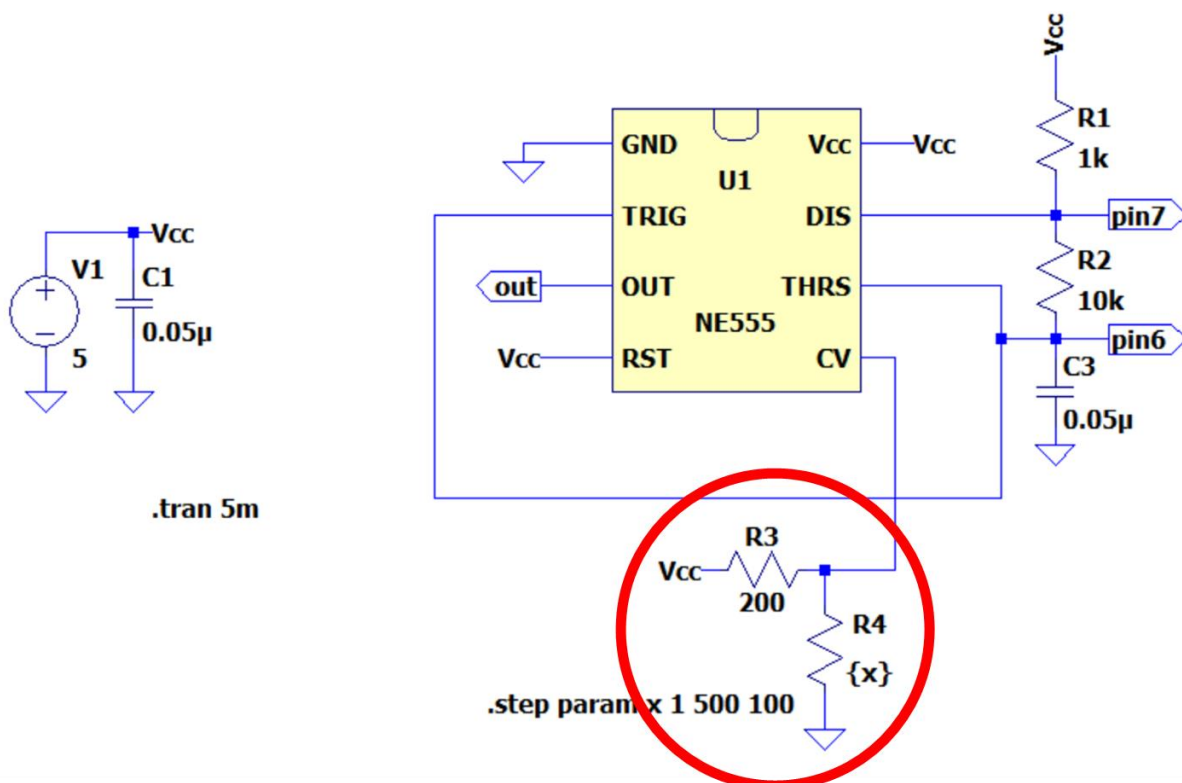 Vcc
R1
1k
GND
Vcc
Vcc
U1
TRIG
DIS
pin7
Vcc
V1
C1
0.05µ
5
out
OUT
THRS
R2
10k
NE555
pin6
Vcc
RST
CV
C3
0.05µ
.tran 5m
R3
Vcc
200
R4
{x}
.step param x 1 500 100